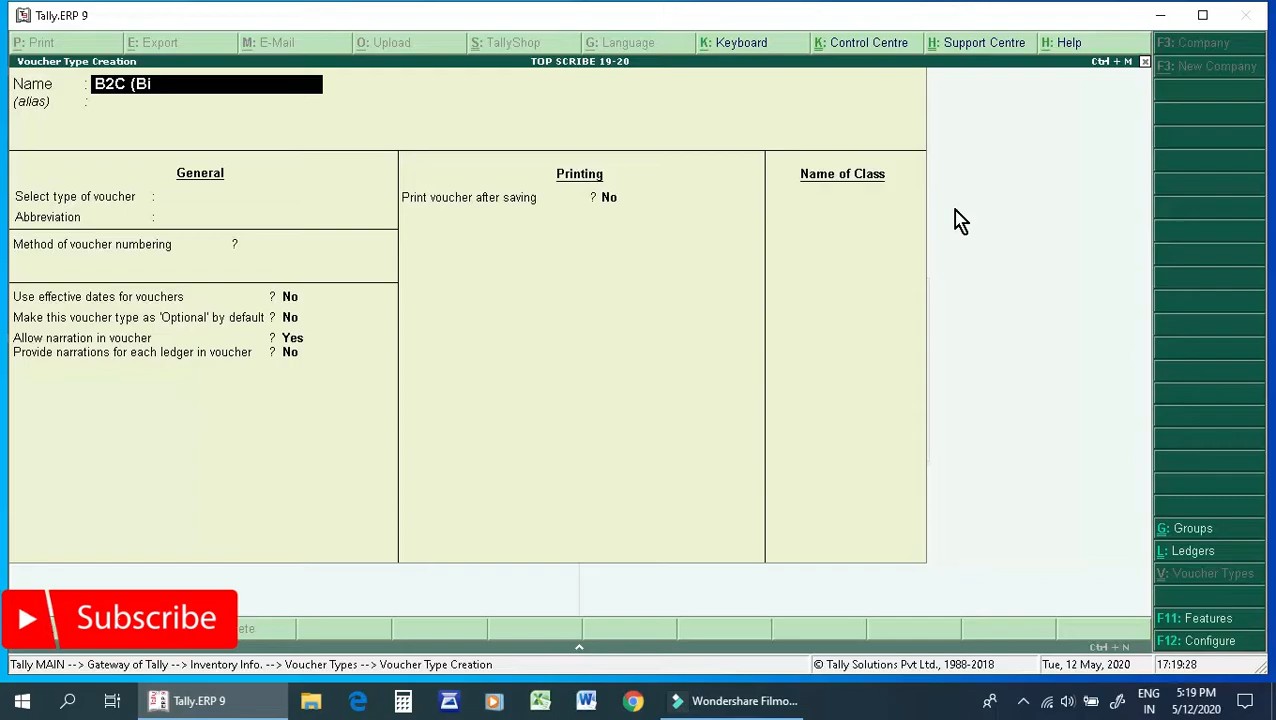 Tally.ERP 9
P: Print E: Export M: E-Mail O: Upload S: TallyShop G: Language K: Keyboard K: Control Centre H: Support Centre H: Help F3: Company
Voucher Type Creation TOP SCRIBE 19-20 Ctrl + M
F3: New Company
Name : B2C (Bi
(alias) :
General Printing Name of Class
Select type of voucher :
Print voucher after saving ? No
Abbreviation :
Method of voucher numbering ?
Use effective dates for vouchers ? No
Make this voucher type as 'Optional' by default ? No
Allow narration in voucher ? Yes
Provide narrations for each ledger in voucher ? No
G: Groups
L: Ledgers
V: Voucher Types
F11: Features
F12: Configure
Subscribe
ete
Ctrl + N
Tally MAIN --> Gateway of Tally --> Inventory Info. --> Voucher Types --> Voucher Type Creation © Tally Solutions Pvt Ltd., 1988-2018 Tue, 12 May, 2020 17:19:28
Tally.ERP 9 Wondershare Filmo... ENG IN 5:19 PM 5/12/2020